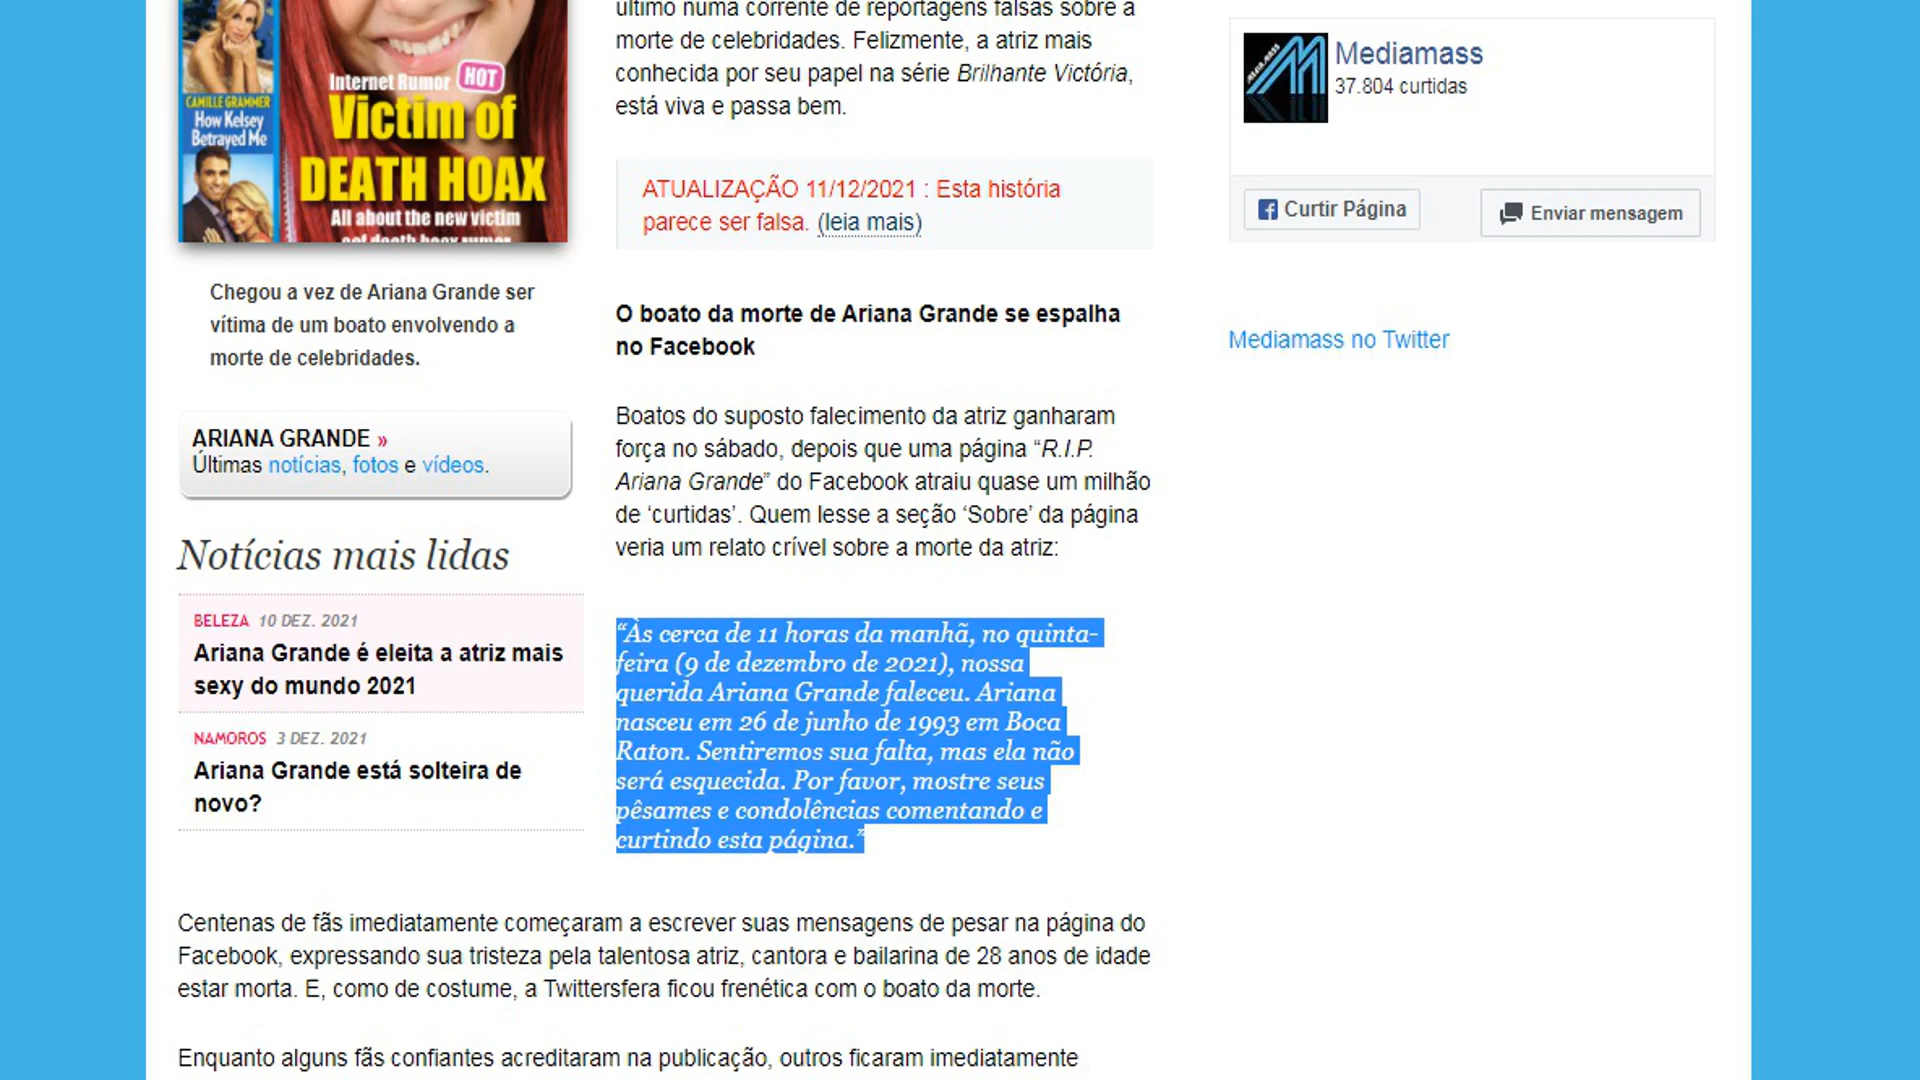 CAMILLE GRAMMER
How Kelsey
Betrayed Me
Internet Rumor HOT
Victim of
DEATH HOAX
All about the new victim
of death hoax rumor
Chegou a vez de Ariana Grande ser
vítima de um boato envolvendo a
morte de celebridades.
ARIANA GRANDE »
Últimas notícias, fotos e vídeos.
Notícias mais lidas
BELEZA 10 DEZ. 2021
Ariana Grande é eleita a atriz mais
sexy do mundo 2021
NAMOROS 3 DEZ. 2021
Ariana Grande está solteira de
novo?
último numa corrente de reportagens falsas sobre a
morte de celebridades. Felizmente, a atriz mais
conhecida por seu papel na série Brilhante Victória,
está viva e passa bem.
ATUALIZAÇÃO 11/12/2021 : Esta história
parece ser falsa. (leia mais)
O boato da morte de Ariana Grande se espalha
no Facebook
Boatos do suposto falecimento da atriz ganharam
força no sábado, depois que uma página “R.I.P.
Ariana Grande” do Facebook atraiu quase um milhão
de ‘curtidas’. Quem lesse a seção ‘Sobre’ da página
veria um relato crível sobre a morte da atriz:
“Às cerca de 11 horas da manhã, no quinta-
feira (9 de dezembro de 2021), nossa
querida Ariana Grande faleceu. Ariana
nasceu em 26 de junho de 1993 em Boca
Raton. Sentiremos sua falta, mas ela não
será esquecida. Por favor, mostre seus
pêsames e condolências comentando e
curtindo esta página.”
Centenas de fãs imediatamente começaram a escrever suas mensagens de pesar na página do
Facebook, expressando sua tristeza pela talentosa atriz, cantora e bailarina de 28 anos de idade
estar morta. E, como de costume, a Twittersfera ficou frenética com o boato da morte.
Enquanto alguns fãs confiantes acreditaram na publicação, outros ficaram imediatamente
Mediamass
37.804 curtidas
Curtir Página
Enviar mensagem
Mediamass no Twitter